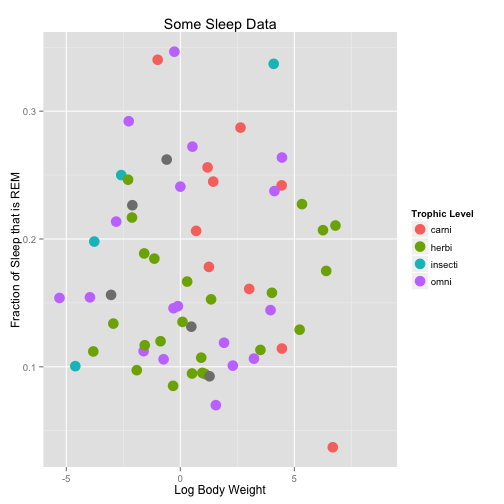 Some Sleep Data
Fraction of Sleep that is REM
0.3
0.2
0.1
-5
0
5
Log Body Weight
Trophic Level
carni
herbi
insecti
omni